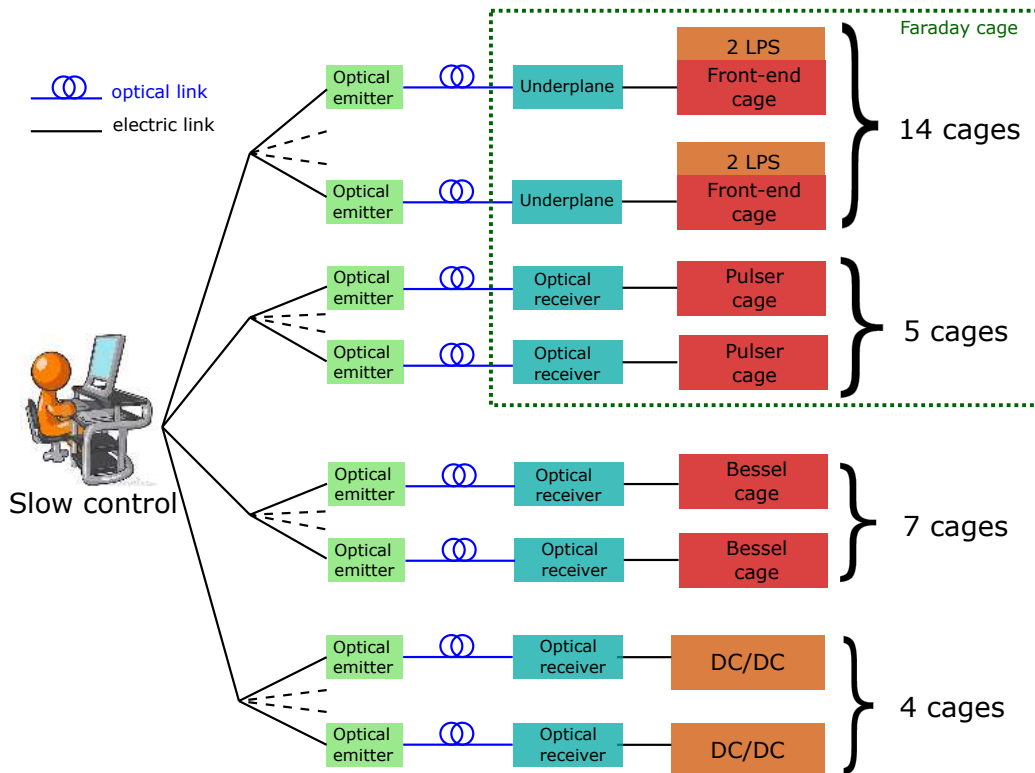 Faraday cage
optical link
electric link
Optical
emitter
Underplane
2 LPS
Front-end
cage
14 cages
Optical
emitter
Underplane
2 LPS
Front-end
cage
Optical
emitter
Optical
receiver
Pulser
cage
5 cages
Optical
emitter
Optical
receiver
Pulser
cage
Slow control
Optical
emitter
Optical
receiver
Bessel
cage
7 cages
Optical
emitter
Optical
receiver
Bessel
cage
Optical
emitter
Optical
receiver
DC/DC
4 cages
Optical
emitter
Optical
receiver
DC/DC